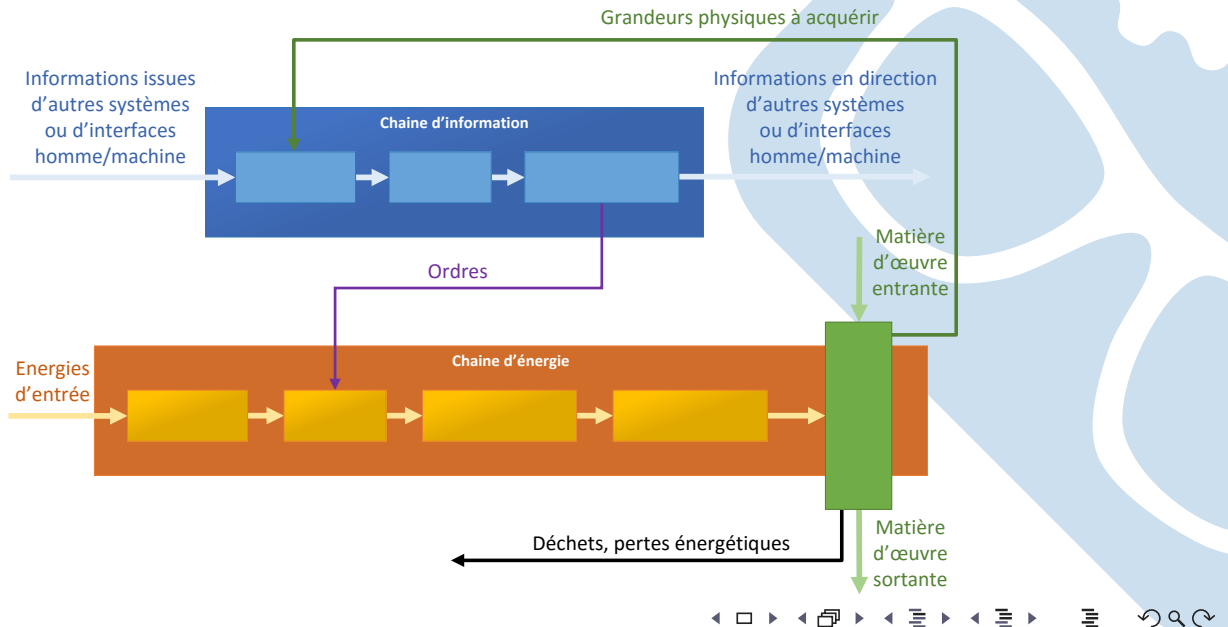 Grandeurs physiques à acquérir
Informations issues
d'autres systèmes
ou d'interfaces
homme/machine
Chaine d'information
Informations en direction
d'autres systèmes
ou d'interfaces
homme/machine
Matière
d'œuvre
entrante
Ordres
Energies
d'entrée
Chaine d'énergie
Déchets, pertes énergétiques
Matière
d'œuvre
sortante